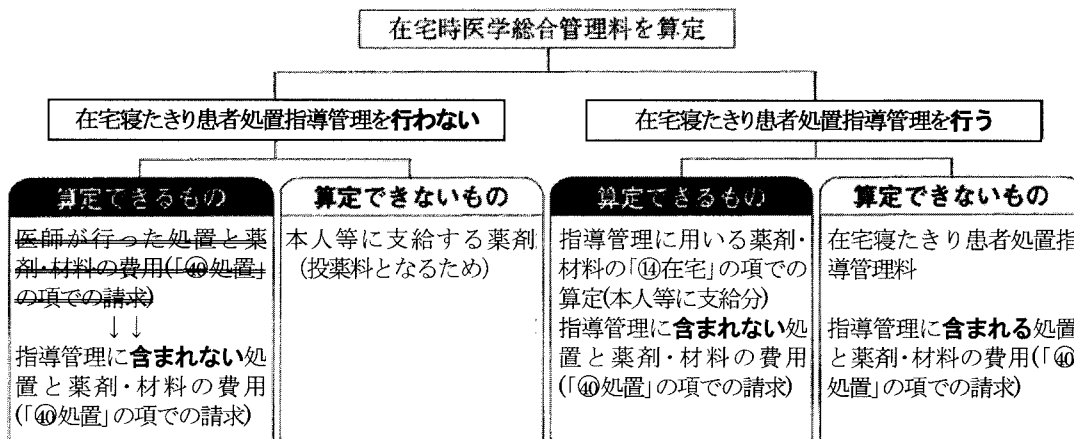 在宅時医学総合管理料を算定
在宅寝たきり患者処置指導管理を行わない
在宅寝たきり患者処置指導管理を行う
算定できるもの
医師が行った処置と薬
剤・材料の費用(「㊵処置」
の項での請求)
↓↓
指導管理に含まれない処
置と薬剤・材料の費用
(「㊵処置」の項での請求)
算定できないもの
本人等に支給する薬剤
(投薬料となるため)
算定できるもの
指導管理に用いる薬剤・
材料の「⑭在宅」の項での
算定(本人等に支給分)
指導管理に含まれない処
置と薬剤・材料の費用
(「㊵処置」の項での請求)
算定できないもの
在宅寝たきり患者処置指
導管理料
指導管理に含まれる処置
と薬剤・材料の費用(「㊵
処置」の項での請求)